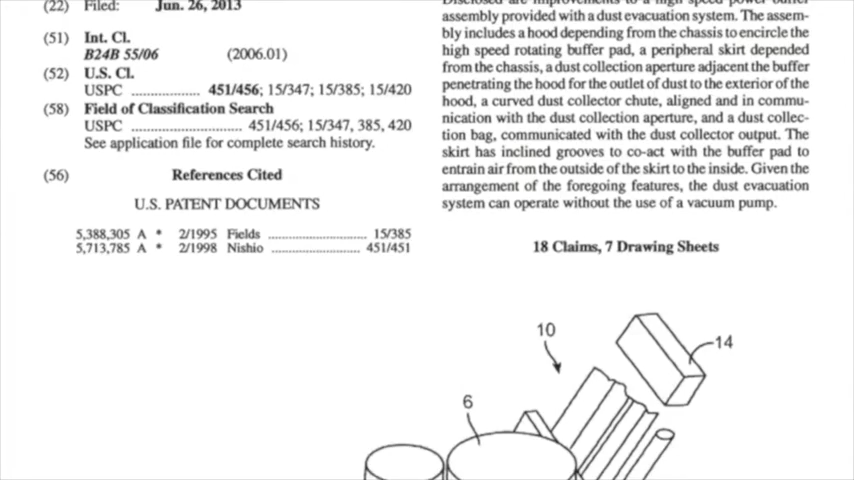 (22) Filed: Jun. 26, 2013
(51) Int. Cl.
B24B 55/06 (2006.01)
(52) U.S. Cl.
USPC .................... 451/456; 15/347; 15/385; 15/420
(58) Field of Classification Search
USPC ................................ 451/456; 15/347, 385, 420
See application file for complete search history.
(56) References Cited
U.S. PATENT DOCUMENTS
5,388,305 A * 2/1995 Fields ............................ 15/385
5,713,785 A * 2/1998 Nishio ......................... 451/451
Disclosed are improvements to a high speed power buffer
assembly provided with a dust evacuation system. The assem-
bly includes a hood depending from the chassis to encircle the
high speed rotating buffer pad, a peripheral skirt depended
from the chassis, a dust collection aperture adjacent the buffer
penetrating the hood for the outlet of dust to the exterior of the
hood, a curved dust collector chute, aligned and in commu-
nication with the dust collection aperture, and a dust collec-
tion bag, communicated with the dust collector output. The
skirt has inclined grooves to co-act with the buffer pad to
entrain air from the outside of the skirt to the inside. Given the
arrangement of the foregoing features, the dust evacuation
system can operate without the use of a vacuum pump.
18 Claims, 7 Drawing Sheets
10
14
6